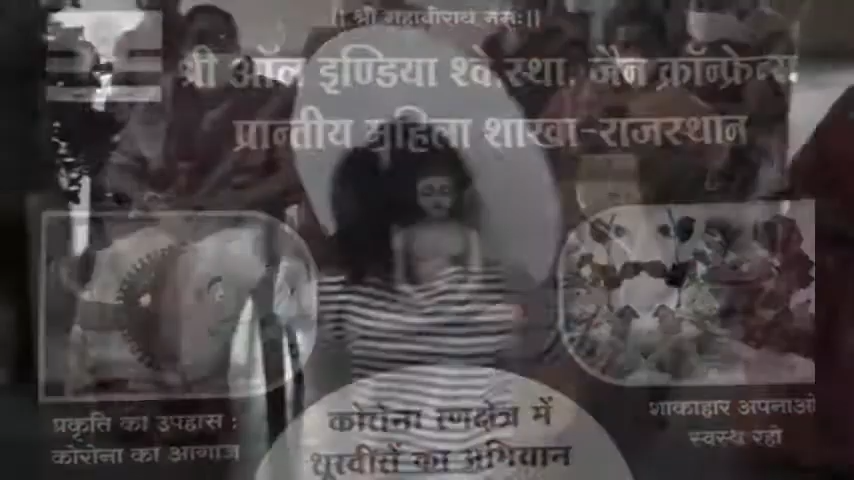 || श्री महावीराय नमः||
श्री ऑल इण्डिया श्वे.स्था. जैन कॉन्फ्रेन्स
प्रान्तीय महिला शाखा-राजस्थान
प्रकृति का उपहास :
कोरोना का आगाज
कोरोना रणक्षेत्र में
शूरवीरों का अभियान
शाकाहार अपनाओ
स्वस्थ रहो